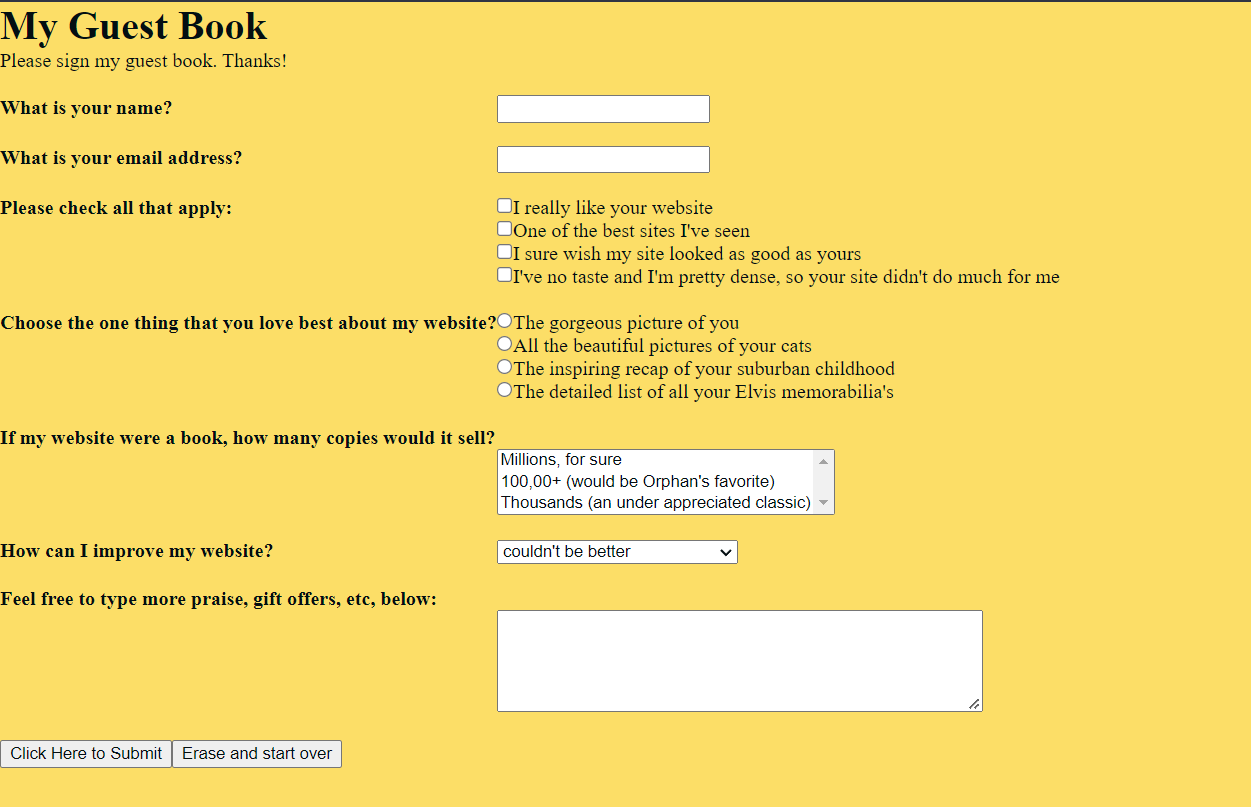 My Guest Book
Please sign my guest book. Thanks!
What is your name?
What is your email address?
Please check all that apply:
I really like your website
One of the best sites I've seen
I sure wish my site looked as good as yours
I've no taste and I'm pretty dense, so your site didn't do much for me
Choose the one thing that you love best about my website?
The gorgeous picture of you
All the beautiful pictures of your cats
The inspiring recap of your suburban childhood
The detailed list of all your Elvis memorabilia's
If my website were a book, how many copies would it sell?
Millions, for sure
100,00+ (would be Orphan's favorite)
Thousands (an under appreciated classic)
How can I improve my website?
couldn't be better
Feel free to type more praise, gift offers, etc, below:
Click Here to Submit
Erase and start over